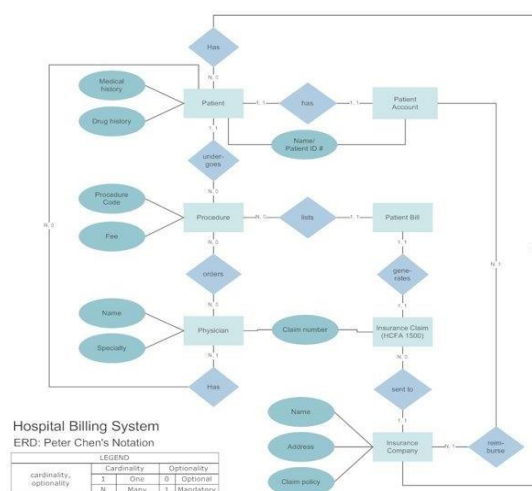 Has
N, 0
Medical
history
Patient
1, 1
has
1, 1
Patient
Account
Drug history
Name/
Patient ID #
1, 1
under-
goes
N, 0
Procedure
Code
Procedure
N, 0
lists
1, 1
Patient Bill
Fee
N, 0
1, 1
N, 0
orders
gene-
rates
N, 1
N, 0
1, 1
Name
Physician
Claim number
Insurance Claim
(HCFA 1500)
Specialty
N, 1
N, 0
Has
sent to
Name
1, 1
Hospital Billing System
ERD: Peter Chen's Notation
Address
Insurance
Company
N, 1
reim-
burse
LEGEND
Cardinality
Optionality
cardinality,
optionality
1
One
0
Optional
N
Many
1
Mandatory
Claim policy